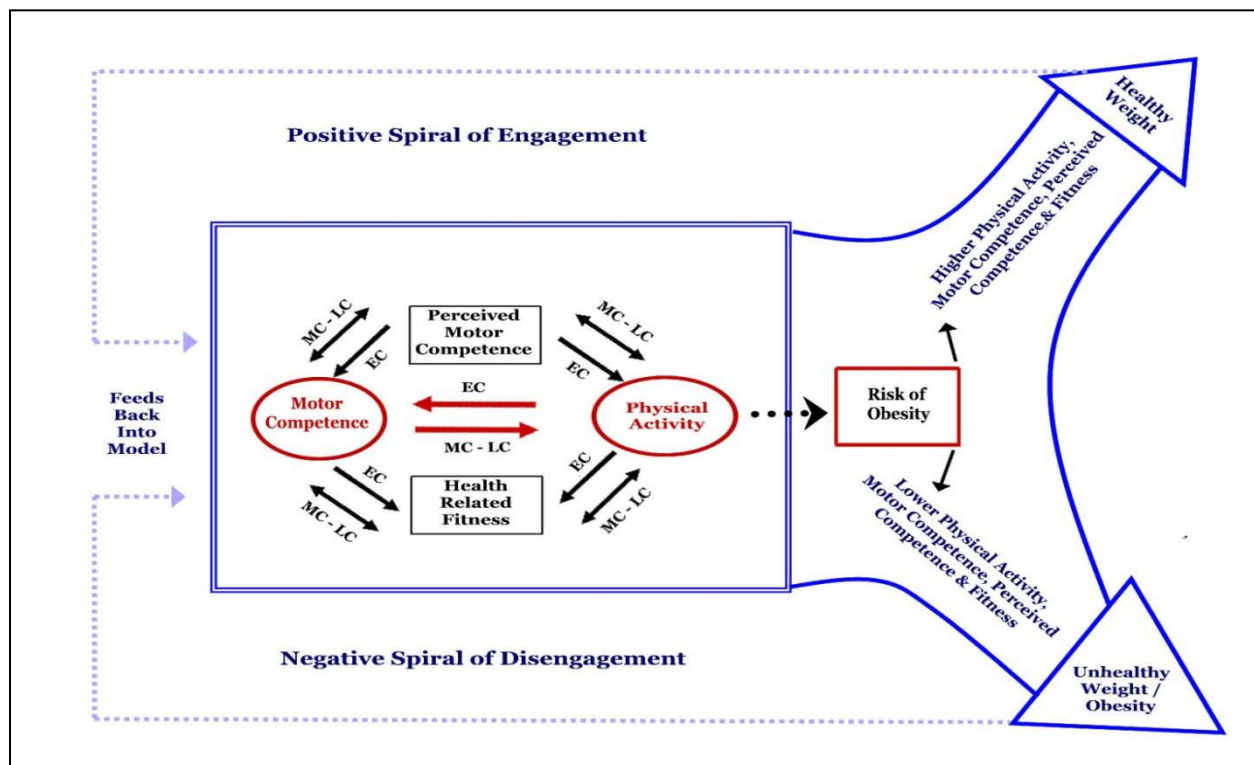 Healthy
Weight
Positive Spiral of Engagement
Higher Physical Activity,
Motor Competence, Perceived
Competence,& Fitness
MC - LC
EC
Perceived
Motor
Competence
MC - LC
EC
Feeds
Back
Into
Model
Motor
Competence
EC
MC - LC
Physical
Activity
Risk of
Obesity
EC
MC - LC
Health
Related
Fitness
EC
MC - LC
Lower Physical Activity,
Motor Competence, Perceived
Competence & Fitness
Negative Spiral of Disengagement
Unhealthy
Weight /
Obesity